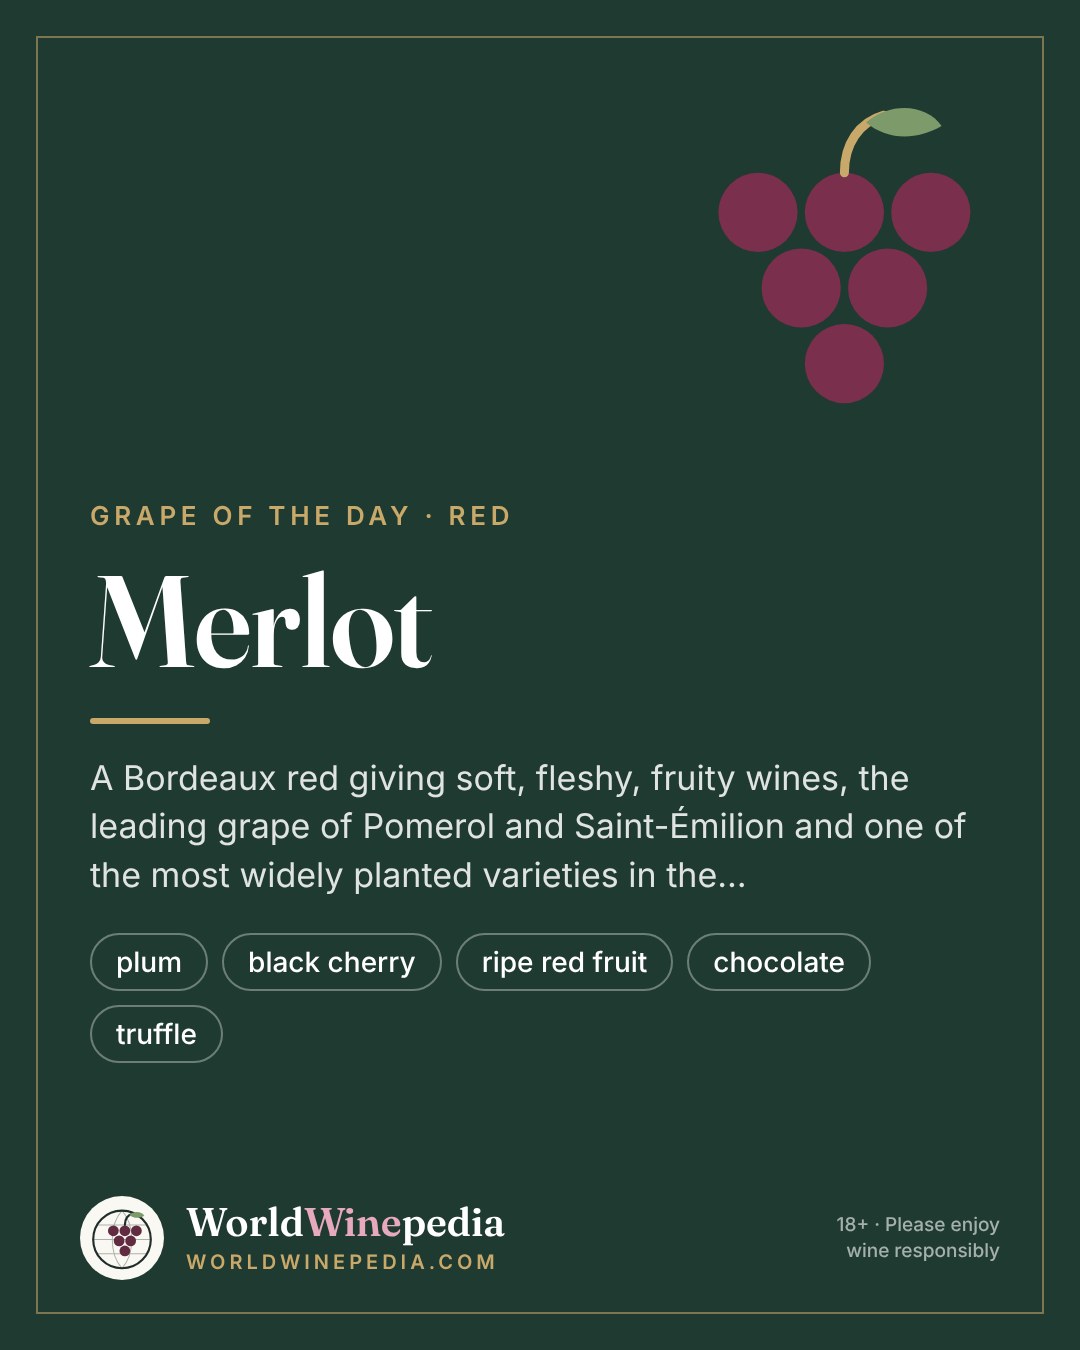 GRAPE OF THE DAY · RED
Merlot
A Bordeaux red giving soft, fleshy, fruity wines, the
leading grape of Pomerol and Saint-Émilion and one of
the most widely planted varieties in the...
plum
black cherry
ripe red fruit
chocolate
truffle
WorldWinepedia
WORLDWINEPEDIA.COM
18+ · Please enjoy
wine responsibly